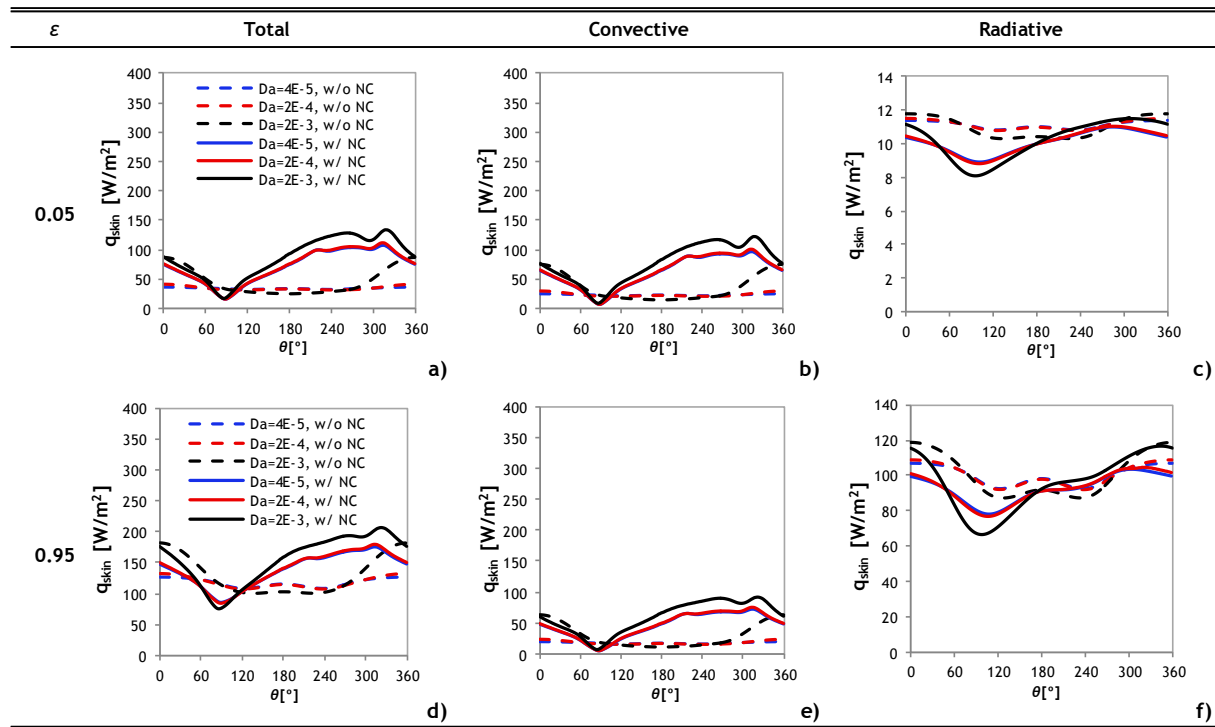 ε Total Convective Radiative
0.05
400
350
300
250
200
150
100
50
0
q_skin [W/m²]
Da=4E-5, w/o NC
Da=2E-4, w/o NC
Da=2E-3, w/o NC
Da=4E-5, w/ NC
Da=2E-4, w/ NC
Da=2E-3, w/ NC
0 60 120 180 240 300 360
θ[°]
a)
400
350
300
250
200
150
100
50
0
q_skin [W/m²]
0 60 120 180 240 300 360
θ[°]
b)
14
12
10
8
6
4
2
0
q_skin [W/m²]
0 60 120 180 240 300 360
θ[°]
c)
0.95
400
350
300
250
200
150
100
50
0
q_skin [W/m²]
Da=4E-5, w/o NC
Da=2E-4, w/o NC
Da=2E-3, w/o NC
Da=4E-5, w/ NC
Da=2E-4, w/ NC
Da=2E-3, w/ NC
0 60 120 180 240 300 360
θ[°]
d)
400
350
300
250
200
150
100
50
0
q_skin [W/m²]
0 60 120 180 240 300 360
θ[°]
e)
140
120
100
80
60
40
20
0
q_skin [W/m²]
0 60 120 180 240 300 360
θ[°]
f)